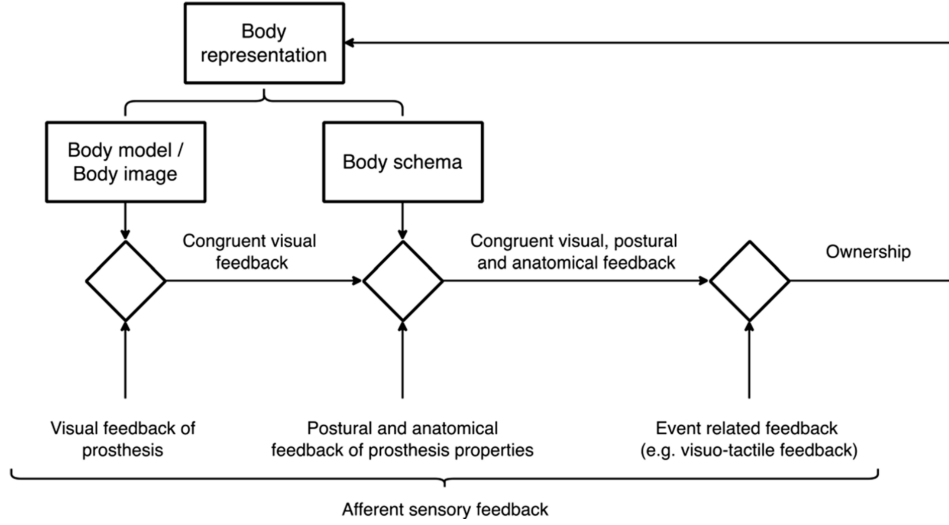 Body
representation
Body model /
Body image
Body schema
Congruent visual
feedback
Congruent visual, postural
and anatomical feedback
Ownership
Visual feedback of
prosthesis
Postural and anatomical
feedback of prosthesis properties
Event related feedback
(e.g. visuo-tactile feedback)
Afferent sensory feedback